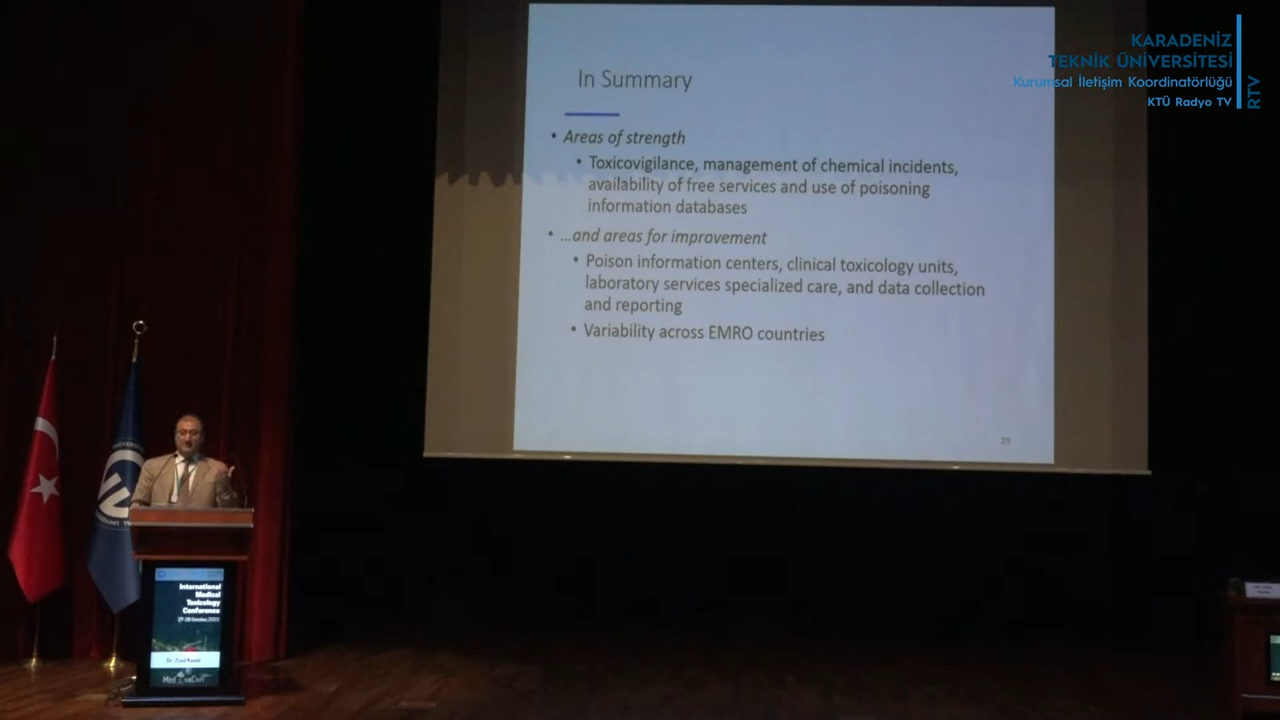 KARADENİZ
TEKNİK ÜNİVERSİTESİ
Kurumsal İletişim Koordinatörlüğü
KTÜ Radyo TV
RTV
In Summary
• Areas of strength
• Toxicovigilance, management of chemical incidents,
availability of free services and use of poisoning
information databases
• ...and areas for improvement
• Poison information centers, clinical toxicology units,
laboratory services specialized care, and data collection
and reporting
• Variability across EMRO countries
29
International
Medical
Toxicology
Conference
Dr. Ziad Kazzi